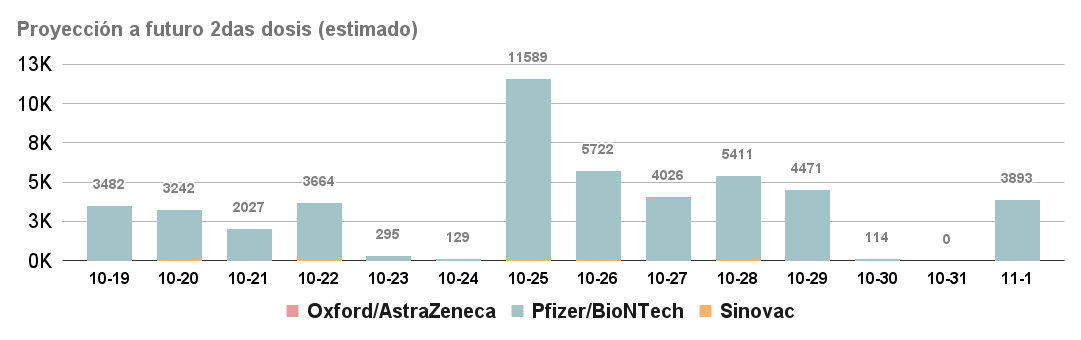 Proyección a futuro 2das dosis (estimado)
13K
10K
8K
5K
3K
0K
3482
3242
2027
3664
295
129
11589
5722
4026
5411
4471
114
0
3893
10-19
10-20
10-21
10-22
10-23
10-24
10-25
10-26
10-27
10-28
10-29
10-30
10-31
11-1
Oxford/AstraZeneca
Pfizer/BioNTech
Sinovac